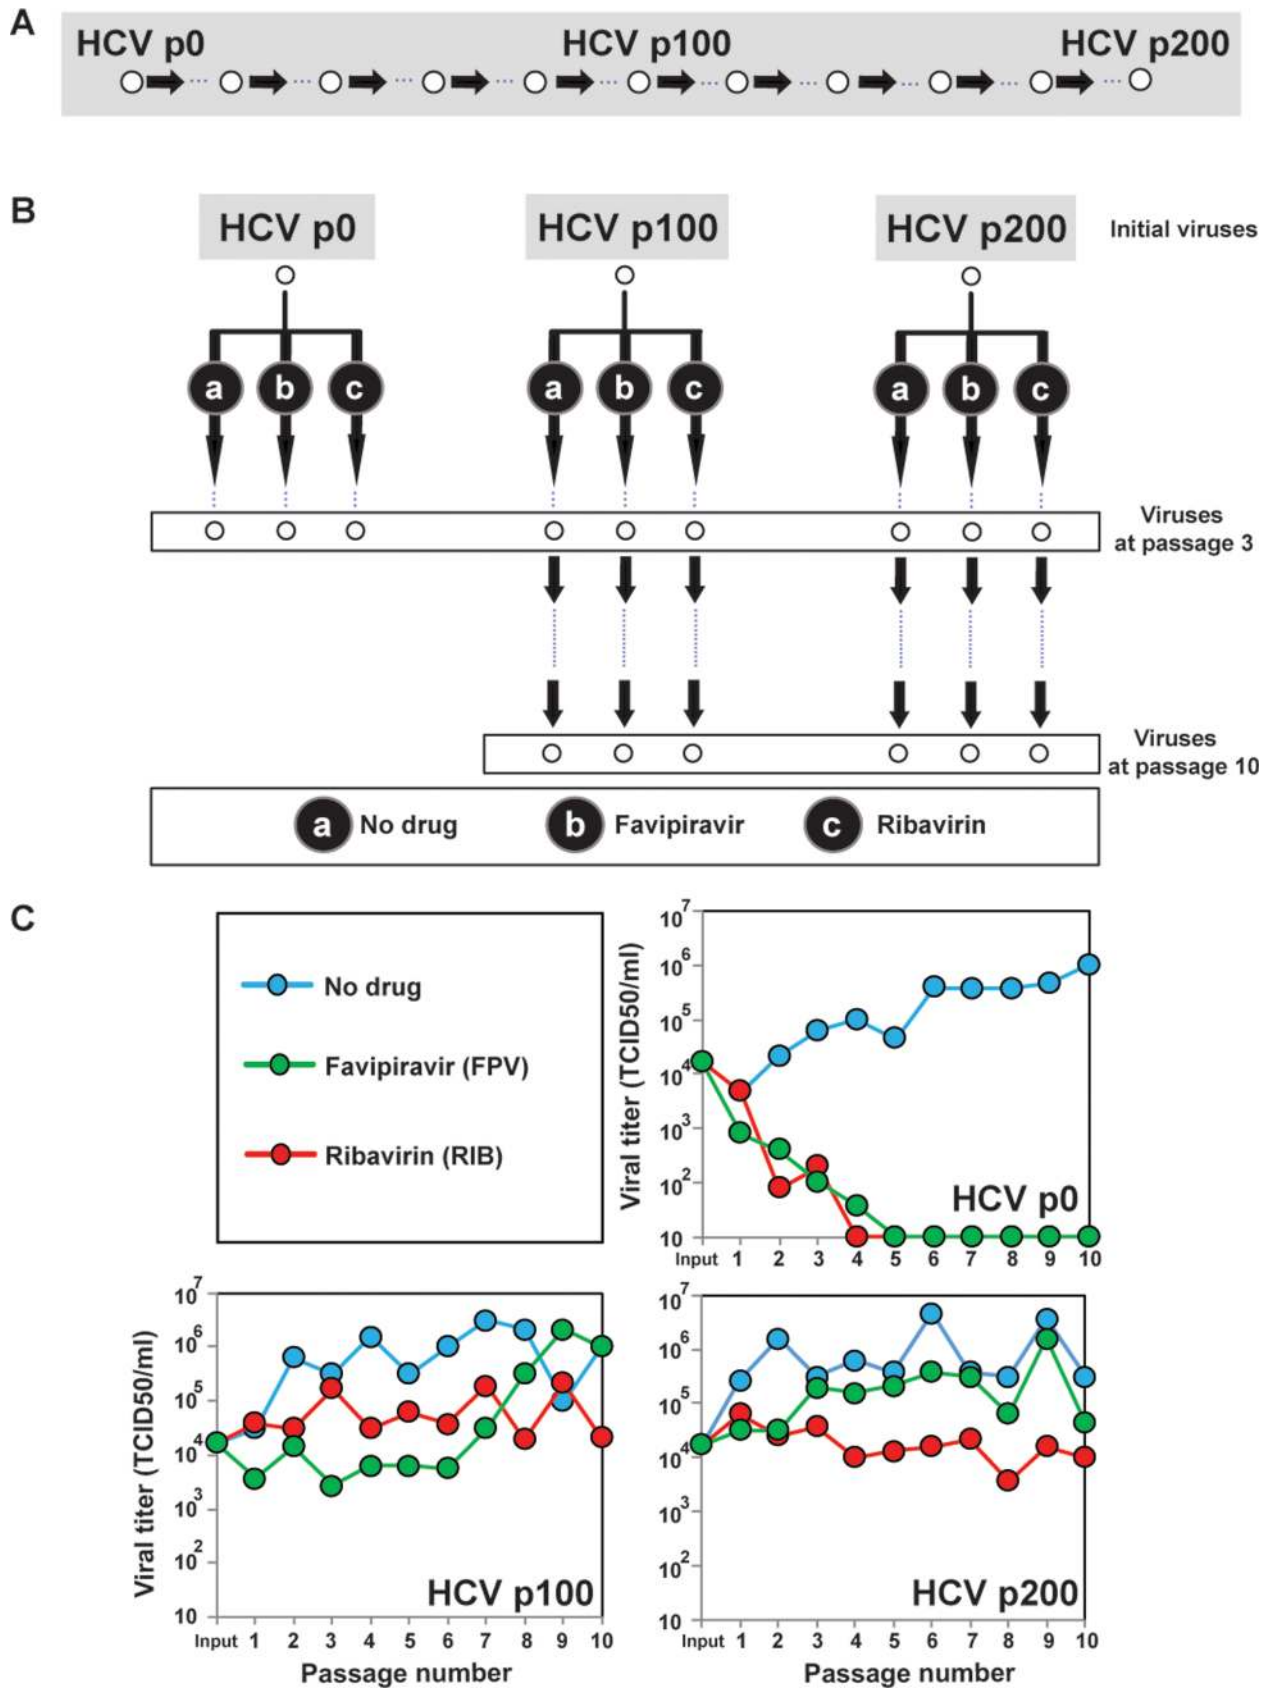 A
HCV p0 HCV p100 HCV p200
B
HCV p0 HCV p100 HCV p200 Initial viruses
a b c a b c a b c
Viruses
at passage 3
Viruses
at passage 10
a No drug b Favipiravir c Ribavirin
C
No drug
Favipiravir (FPV)
Ribavirin (RIB)
Viral titer (TCID50/ml)
10^7
10^6
10^5
10^4
10^3
10^2
10
Input 1 2 3 4 5 6 7 8 9 10
HCV p0
Viral titer (TCID50/ml)
10^7
10^6
10^5
10^4
10^3
10^2
10
Input 1 2 3 4 5 6 7 8 9 10
HCV p100
Passage number
10^7
10^6
10^5
10^4
10^3
10^2
10
Input 1 2 3 4 5 6 7 8 9 10
HCV p200
Passage number